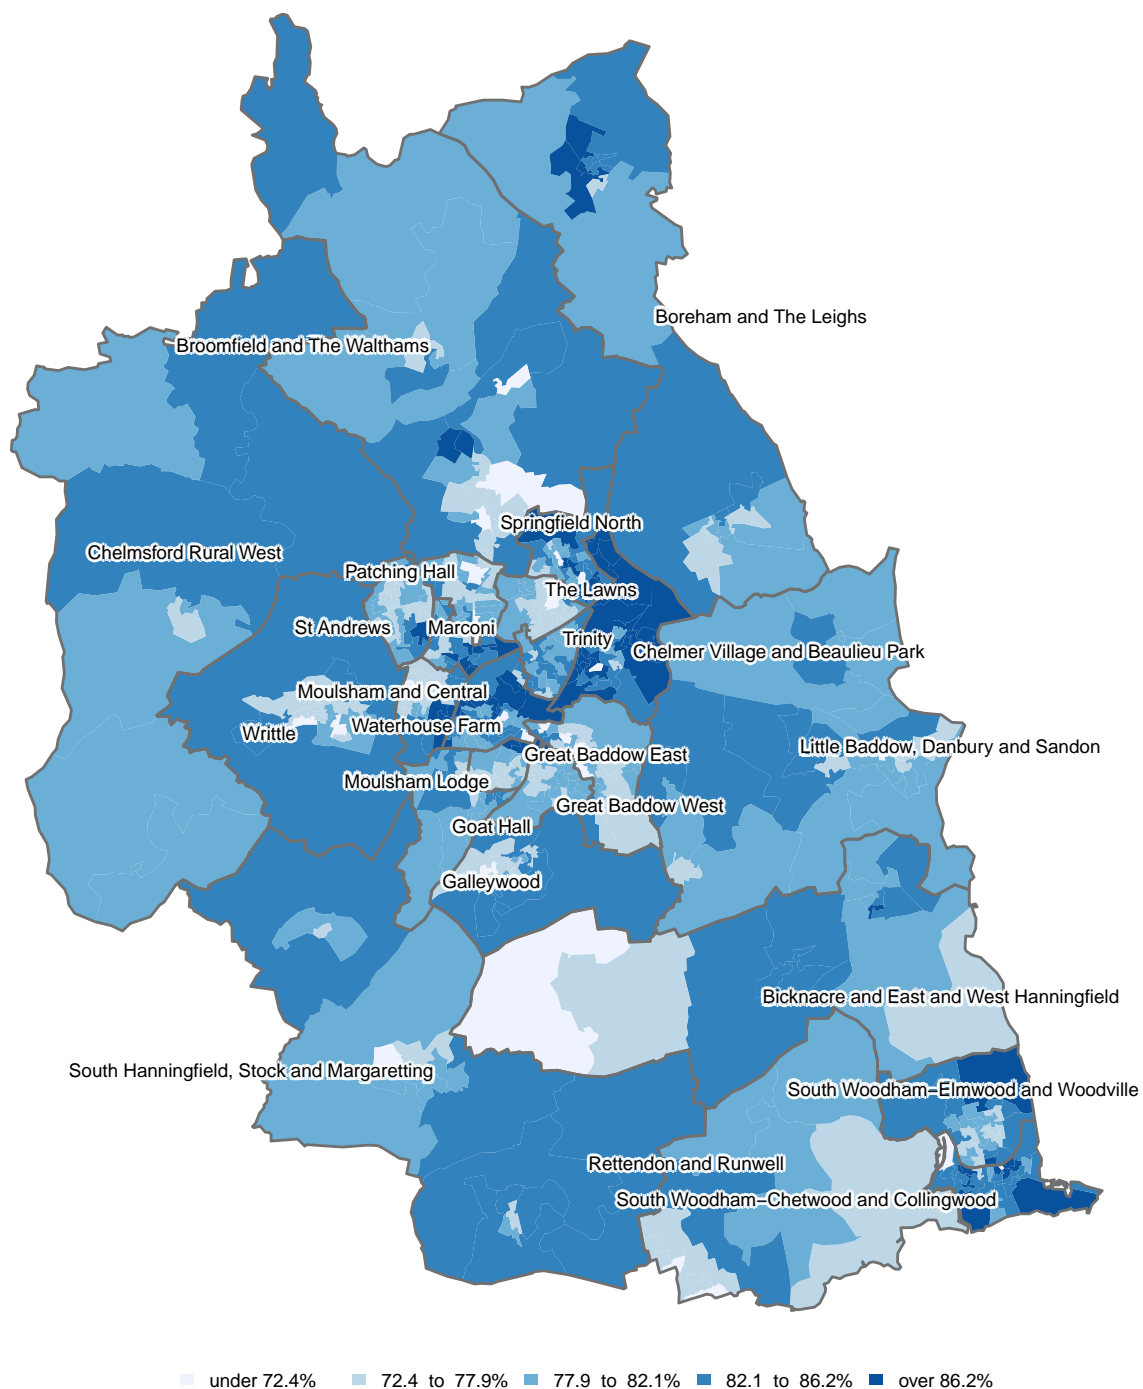 Boreham and The Leighs
Broomfield and The Walthams
Springfield North
Chelmsford Rural West
Patching Hall
The Lawns
St Andrews
Marconi
Trinity
Chelmer Village and Beaulieu Park
Moulsham and Central
Waterhouse Farm
Writtle
Little Baddow, Danbury and Sandon
Great Baddow East
Moulsham Lodge
Great Baddow West
Goat Hall
Galleywood
Bicknacre and East and West Hanningfield
South Hanningfield, Stock and Margaretting
South Woodham−Elmwood and Woodville
Rettendon and Runwell
South Woodham−Chetwood and Collingwood
under 72.4% 72.4 to 77.9% 77.9 to 82.1% 82.1 to 86.2% over 86.2%